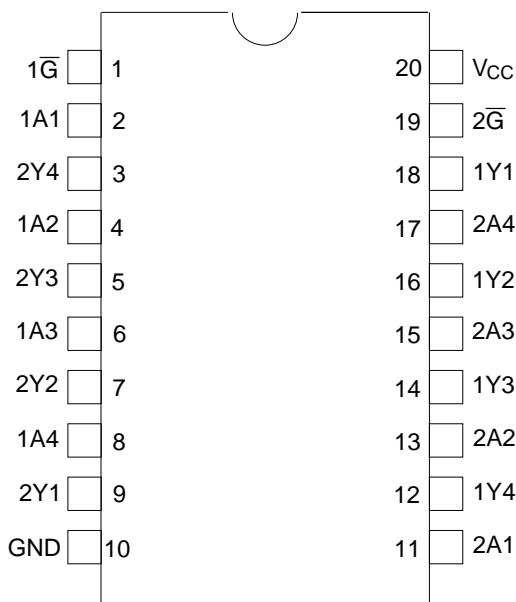 1G̅ 1 20 VCC
1A1 2 19 2G̅
2Y4 3 18 1Y1
1A2 4 17 2A4
2Y3 5 16 1Y2
1A3 6 15 2A3
2Y2 7 14 1Y3
1A4 8 13 2A2
2Y1 9 12 1Y4
GND 10 11 2A1